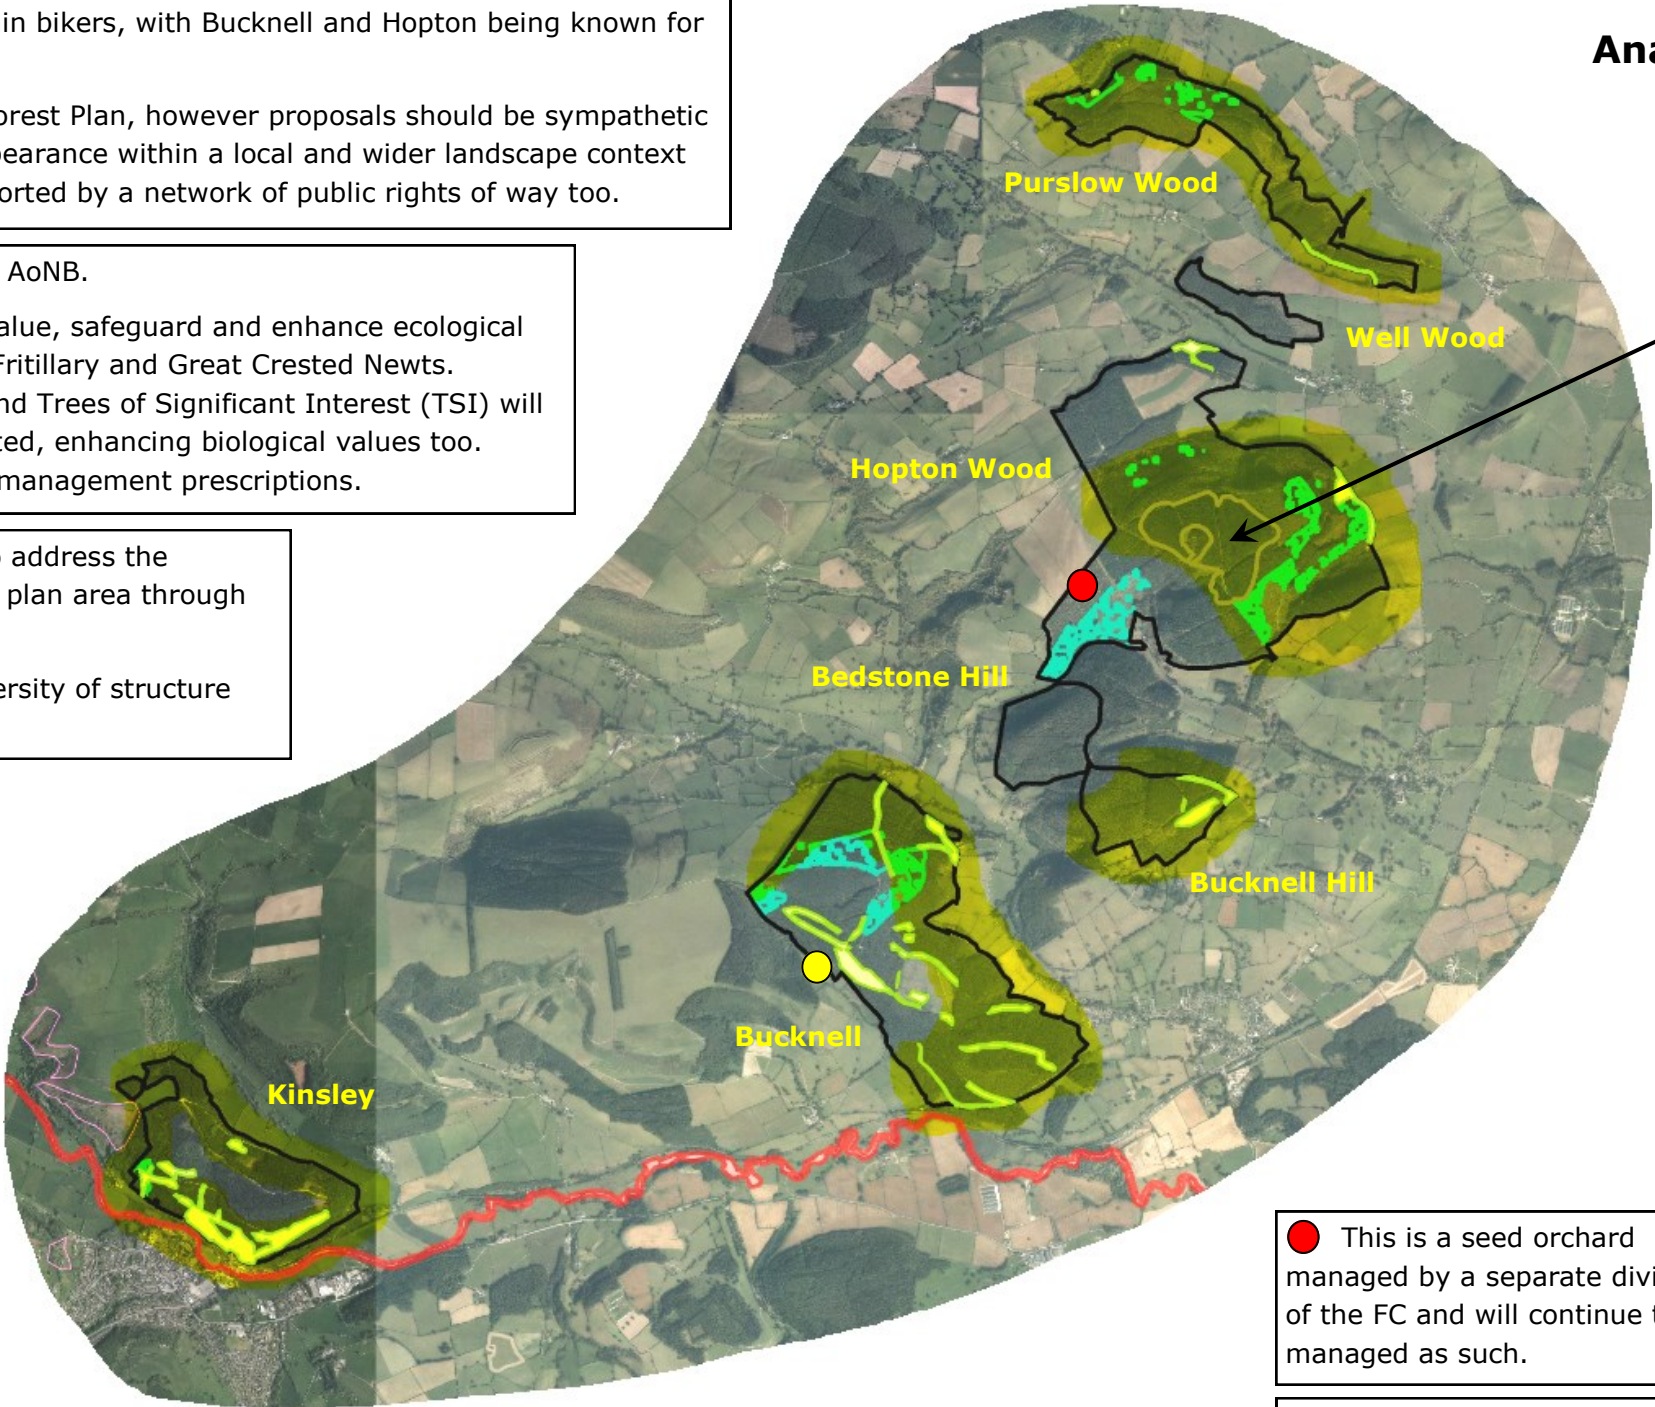 in bikers, with Bucknell and Hopton being known for
orest Plan, however proposals should be sympathetic
pearance within a local and wider landscape context
orted by a network of public rights of way too.
AoNB.
alue, safeguard and enhance ecological
Fritillary and Great Crested Newts.
nd Trees of Significant Interest (TSI) will
ted, enhancing biological values too.
management prescriptions.
o address the
plan area through
ersity of structure
Ana
Purslow Wood
Well Wood
Hopton Wood
Bedstone Hill
Bucknell Hill
Bucknell
Kinsley
This is a seed orchard
managed by a separate divi
of the FC and will continue t
managed as such.